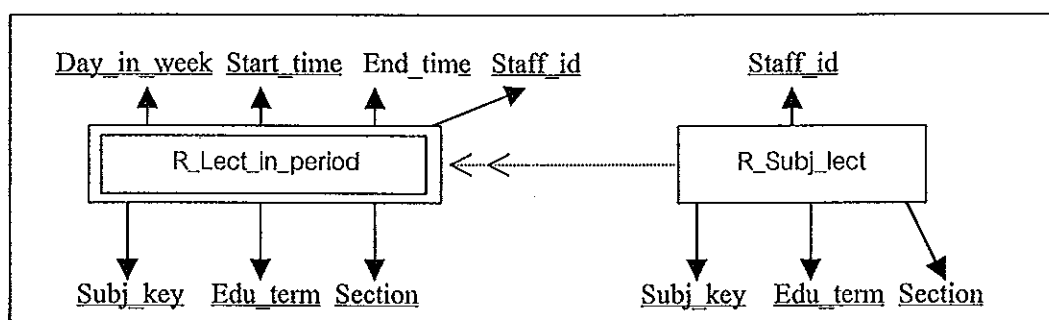 Day_in_week Start_time End_time Staff_id Staff_id
R_Lect_in_period R_Subj_lect
Subj_key Edu_term Section Subj_key Edu_term Section